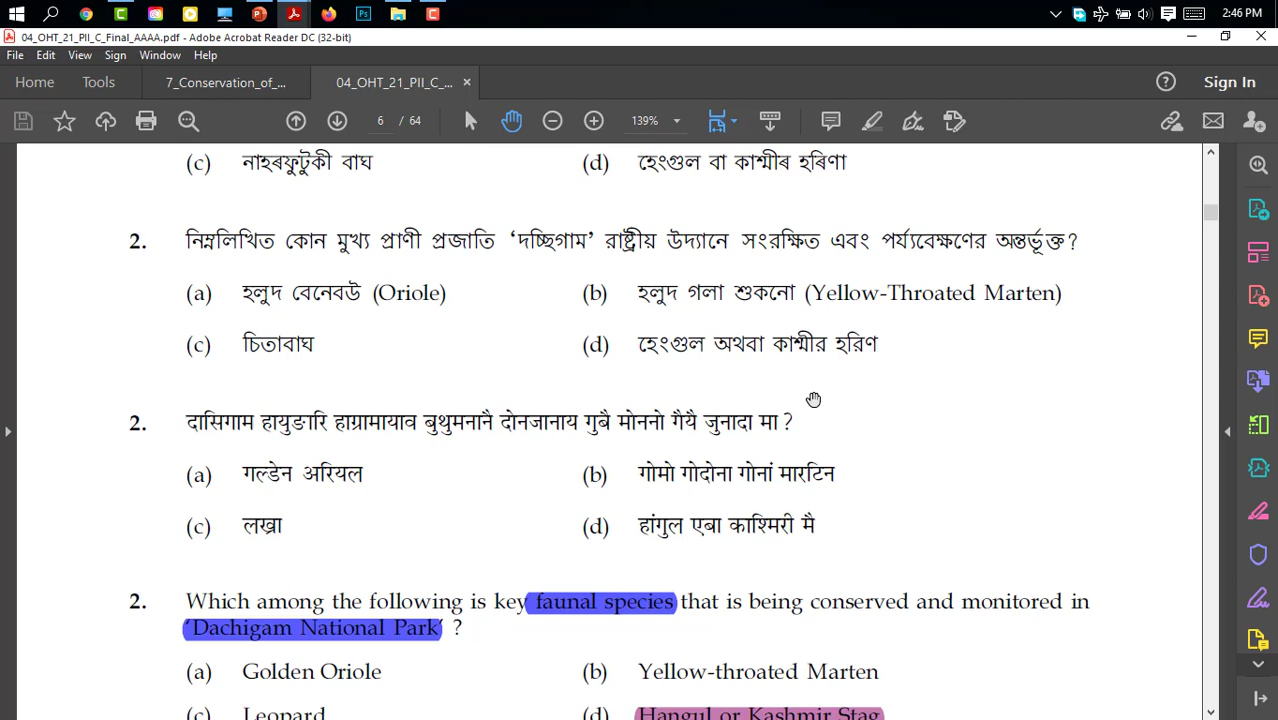 2:46 PM
04_OHT_21_PII_C_Final_AAAA.pdf - Adobe Acrobat Reader DC (32-bit)
File Edit View Sign Window Help
Home Tools 7_Conservation_of_... 04_OHT_21_PII_C_... × Sign In
6 / 64 139%
(c) নাহৰফুটুকী বাঘ (d) হেংগুল বা কাশ্মীৰ হৰিণা
2. নিম্নলিখিত কোন মুখ্য প্রাণী প্রজাতি ‘দচ্ছিগাম’ রাষ্ট্রীয় উদ্যানে সংরক্ষিত এবং পর্য্যবেক্ষণের অন্তর্ভূক্ত?
(a) হলুদ বেনেবউ (Oriole) (b) হলুদ গলা শুকনো (Yellow-Throated Marten)
(c) চিতাবাঘ (d) হেংগুল অথবা কাশ্মীর হরিণ
2. दासिगाम हायुङारि हाग्रामायाव बुथुमनानै दोनजानाय गुबै मोननो गैयै जुनादा मा?
(a) गल्डेन अरियल (b) गोमो गोदोना गोनां मारटिन
(c) लख्रा (d) हांगुल एबा काश्मिरी मै
2. Which among the following is key faunal species that is being conserved and monitored in
‘Dachigam National Park‘ ?
(a) Golden Oriole (b) Yellow-throated Marten
(c) Leopard (d) Hangul or Kashmir Stag